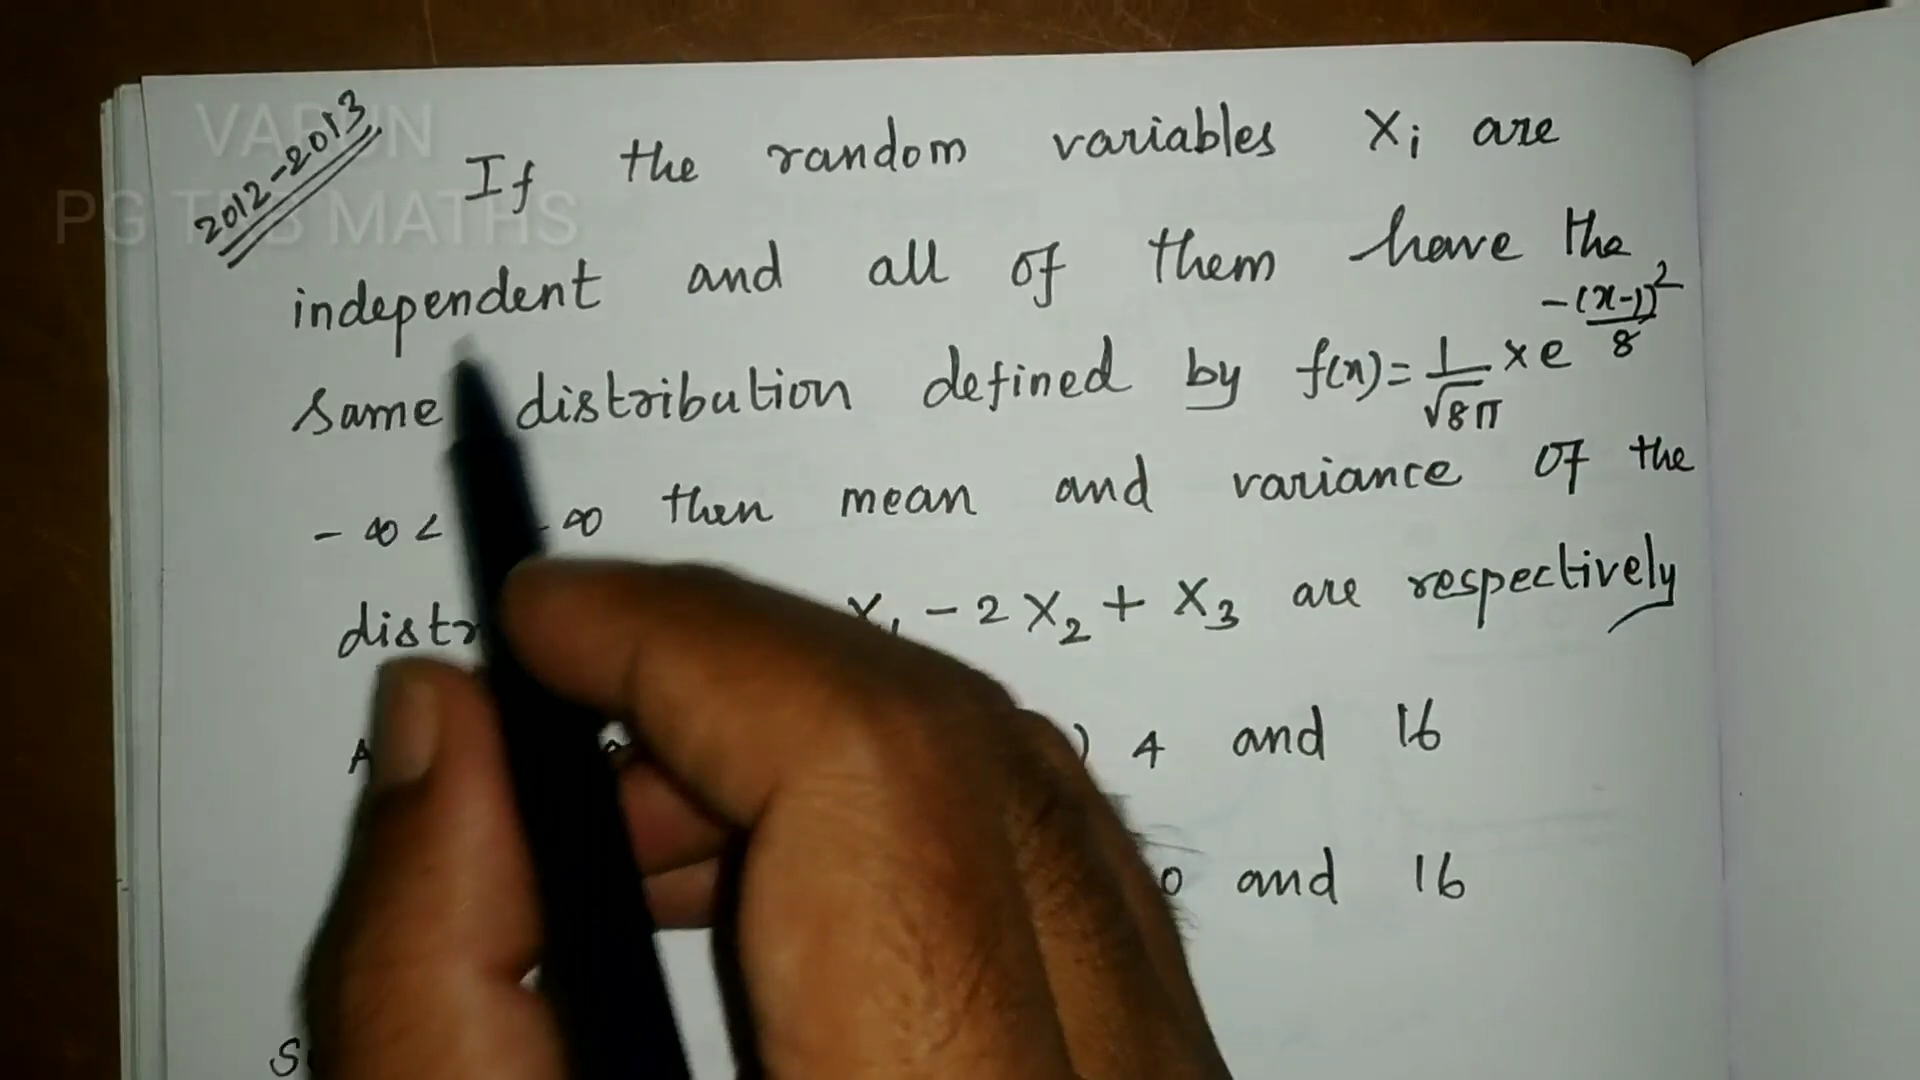 VARUN
PG TRB MATHS
2012-2013
If the random variables Xi are
independent and all of them have the
same distribution defined by f(x) = 1/√8π × e^-(x-1)²/8
-∞ < ∞ then mean and variance of the
X₁ - 2X₂ + X₃ are respectively
A
) 4 and 16
0 and 16